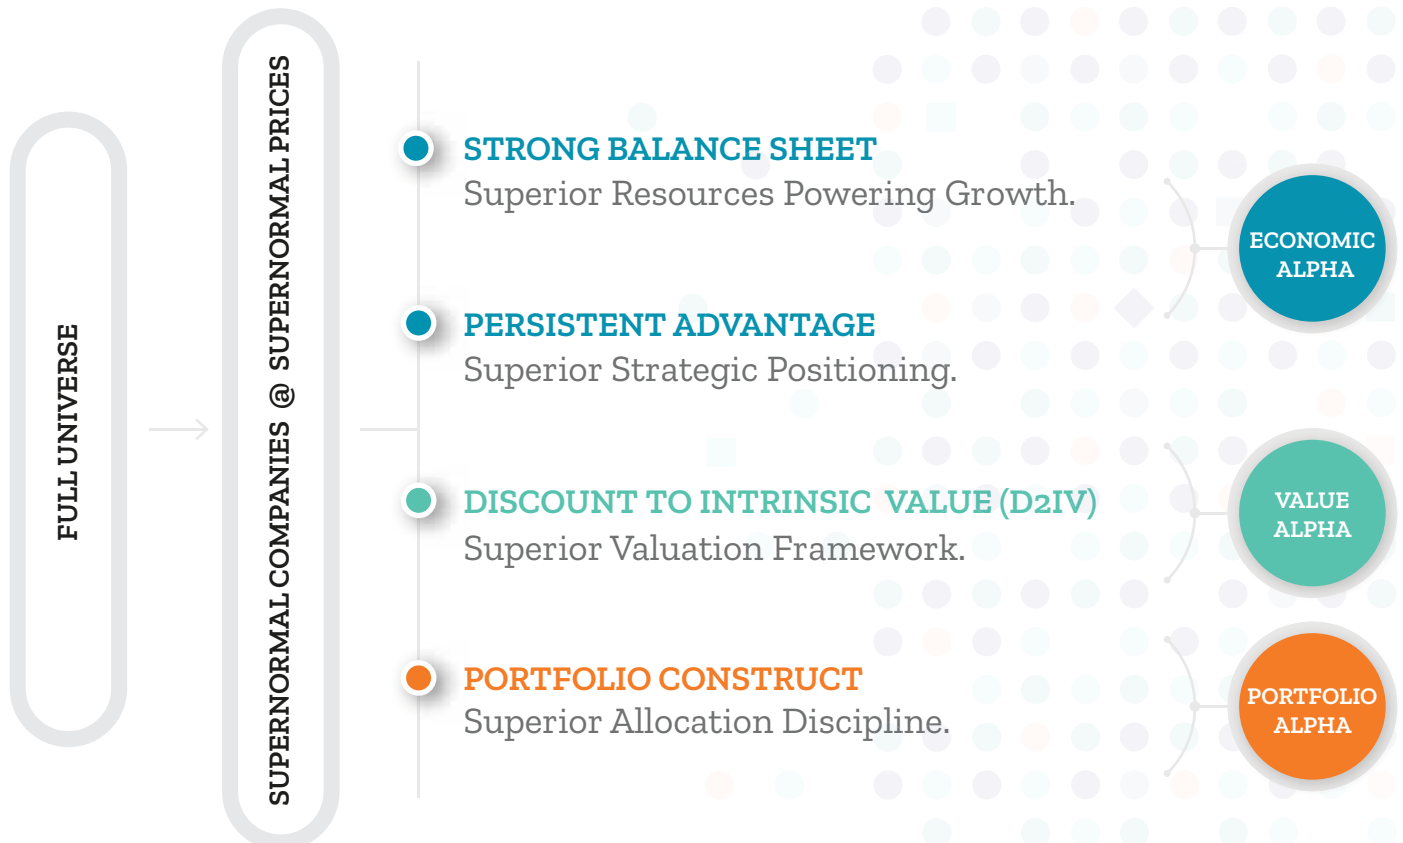 FULL UNIVERSE
SUPERNORMAL COMPANIES @ SUPERNORMAL PRICES
STRONG BALANCE SHEET
Superior Resources Powering Growth.
PERSISTENT ADVANTAGE
Superior Strategic Positioning.
ECONOMIC
ALPHA
DISCOUNT TO INTRINSIC VALUE (D2IV)
Superior Valuation Framework.
VALUE
ALPHA
PORTFOLIO CONSTRUCT
Superior Allocation Discipline.
PORTFOLIO
ALPHA